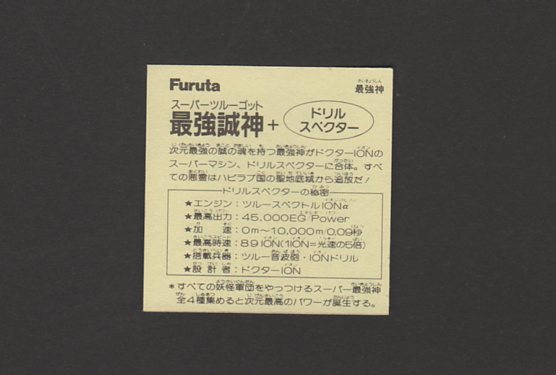 Furuta
最強神
スーパーツルーゴット
最強誠神+
ドリル
スペクター
次元最強の誠の魂を持つ最強神がドクターIONの
スーパーマシン、ドリルスペクターに合体。すべ
ての悪霊はハピラブ国の聖地底城から追放だ!
ドリルスペクターの秘密
★エンジン:ツルースペクトルIONα
★最高出力:45,000EG Power
★加 速:0m~10,000m/0.09秒
★最高時速:89ION(1ION=光速の5倍)
★搭載兵器:ツルー音波砲・IONドリル
★設計者:ドクターION
*すべての妖怪軍団をやっつけるスーパー最強神
全4種集めると次元最高のパワーが誕生する。